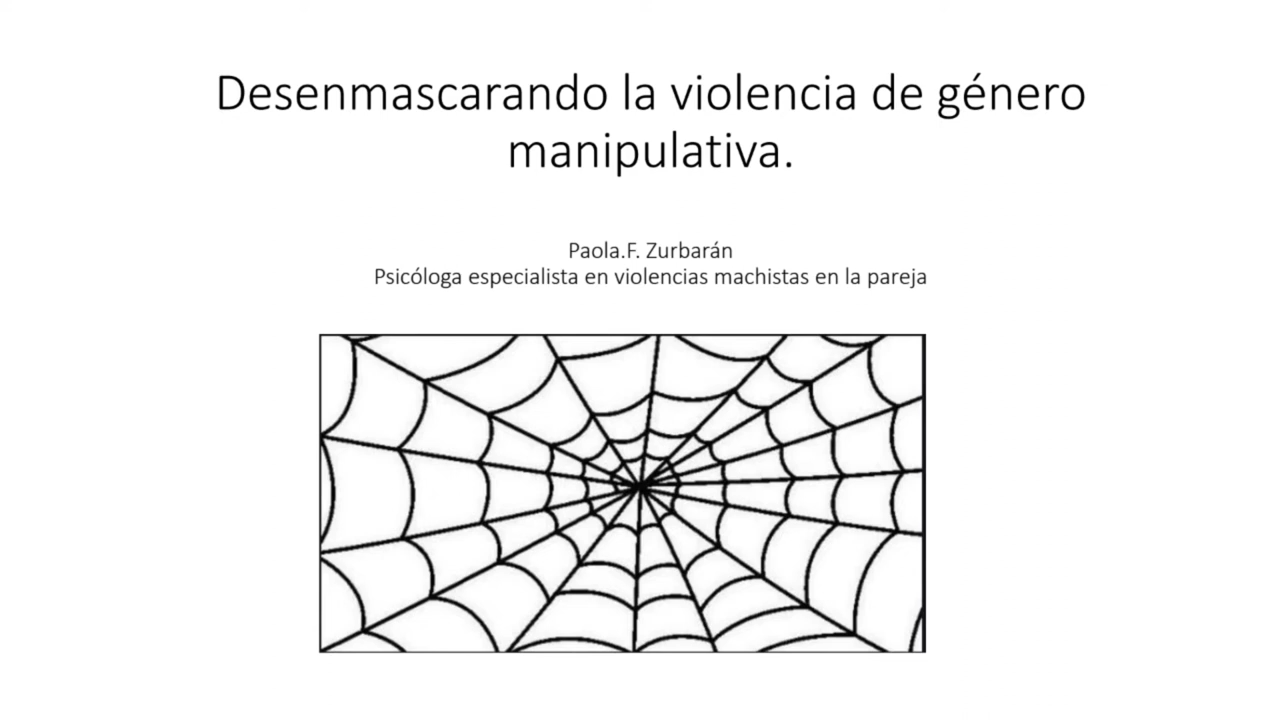 Desenmascarando la violencia de género
manipulativa.
Paola.F. Zurbarán
Psicóloga especialista en violencias machistas en la pareja